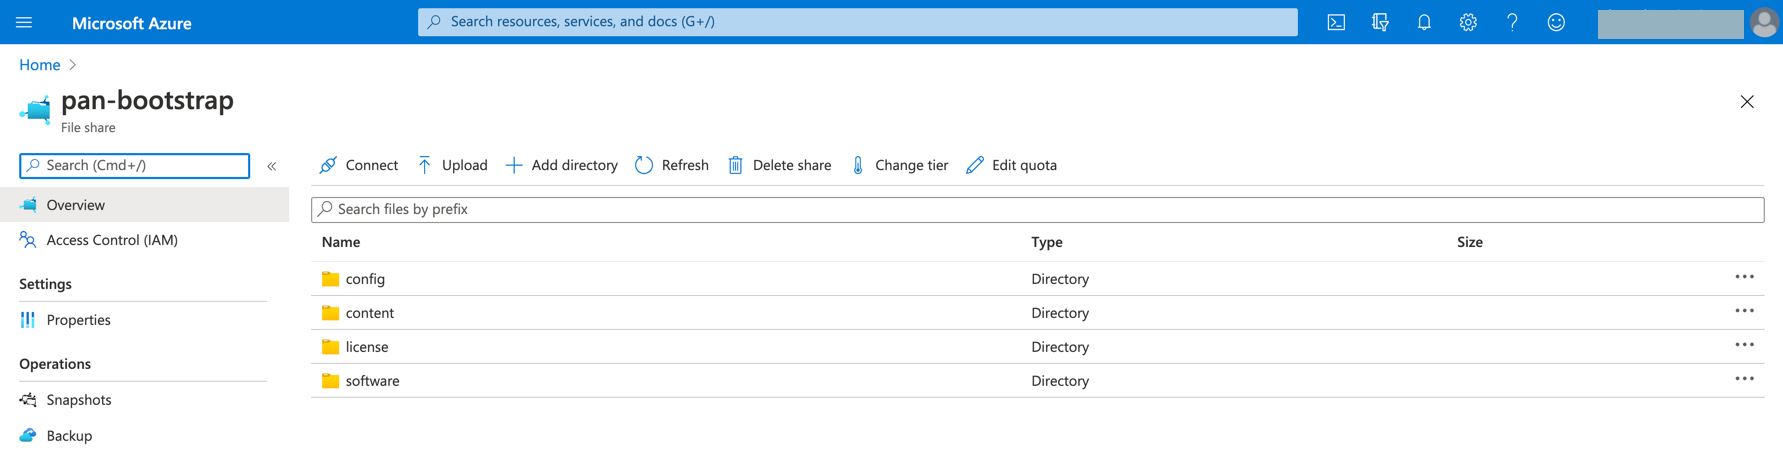 Microsoft Azure
Search resources, services, and docs (G+/)
Home
pan-bootstrap
File share
Search (Cmd+/)
Overview
Access Control (IAM)
Settings
Properties
Operations
Snapshots
Backup
Connect Upload Add directory Refresh Delete share Change tier Edit quota
Search files by prefix
Name Type Size
config Directory
content Directory
license Directory
software Directory